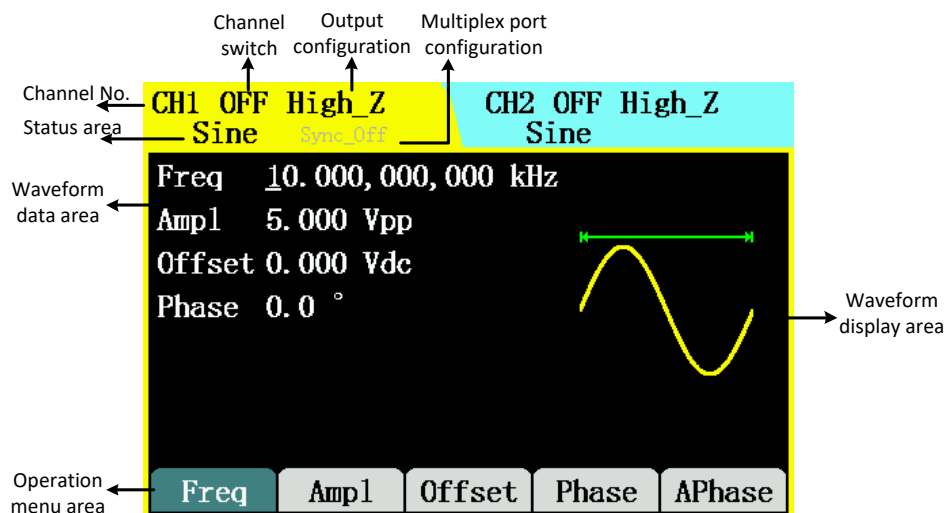 Channel switch
Output configuration
Multiplex port configuration
Channel No.
CH1 OFF High_Z
CH2 OFF High_Z
Status area
Sine
Sync_Off
Sine
Waveform data area
Freq 10.000,000,000 kHz
Ampl 5.000 Vpp
Offset 0.000 Vdc
Phase 0.0 °
Waveform display area
Operation menu area
Freq
Ampl
Offset
Phase
APhase